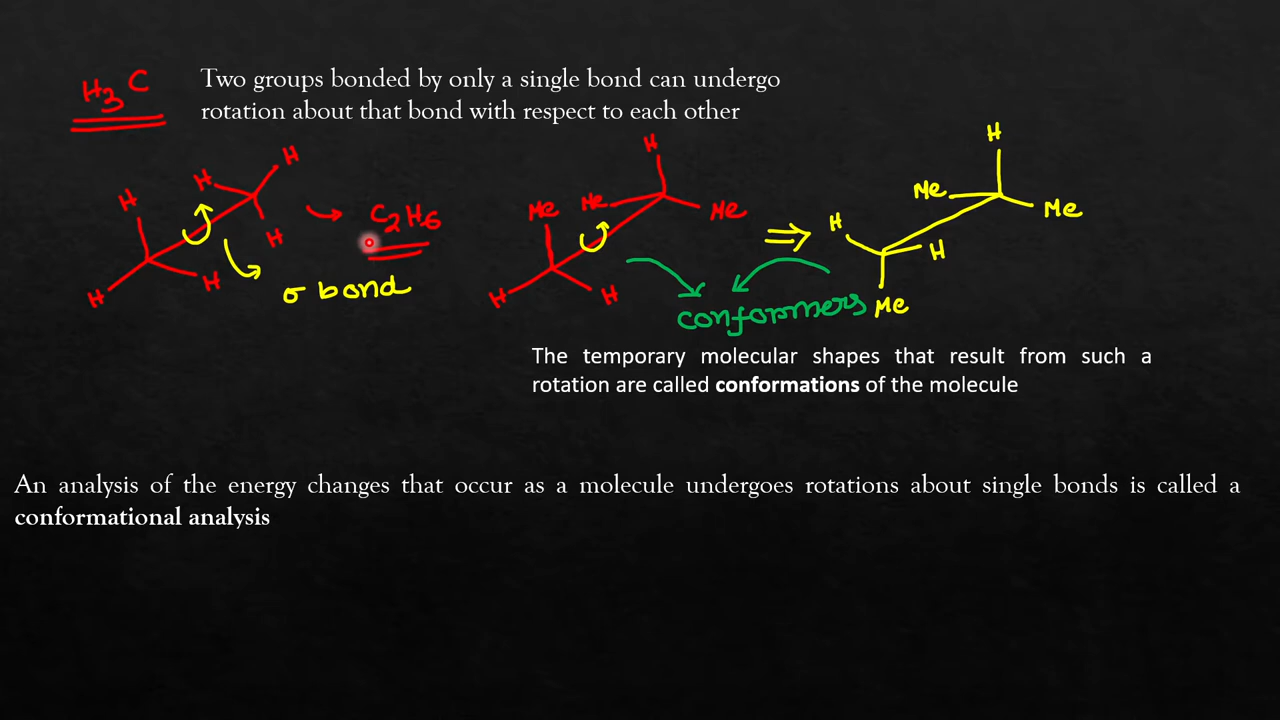 H3C
Two groups bonded by only a single bond can undergo
rotation about that bond with respect to each other
H
H
H
H
H
H
C2H6
σ bond
H
Me
Me
Me
H
H
H
Me
Me
H
H
Me
conformers
The temporary molecular shapes that result from such a
rotation are called conformations of the molecule
An analysis of the energy changes that occur as a molecule undergoes rotations about single bonds is called a
conformational analysis